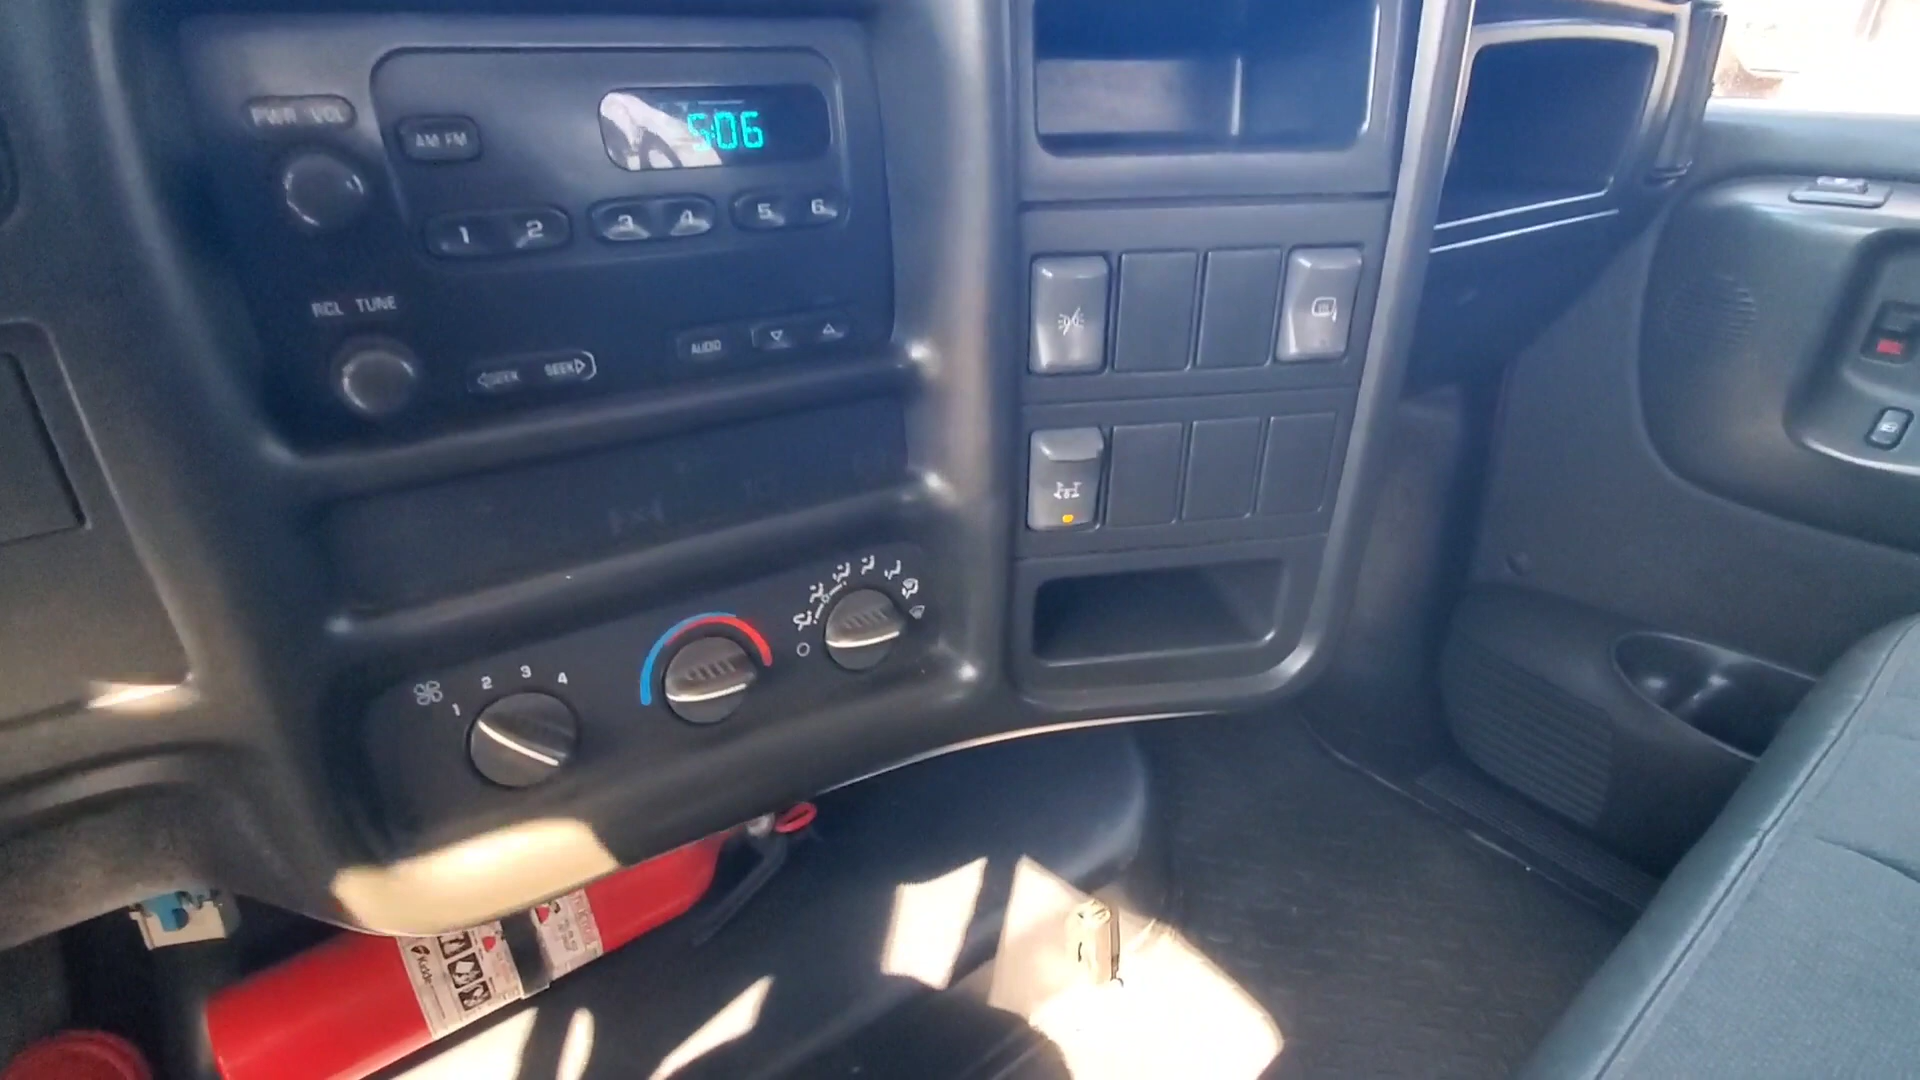 PWR VOL
AM FM
5:06
1 2 3 4 5 6
RCL TUNE
SEEK SEEK
AUDIO
1 2 3 4
Kidde